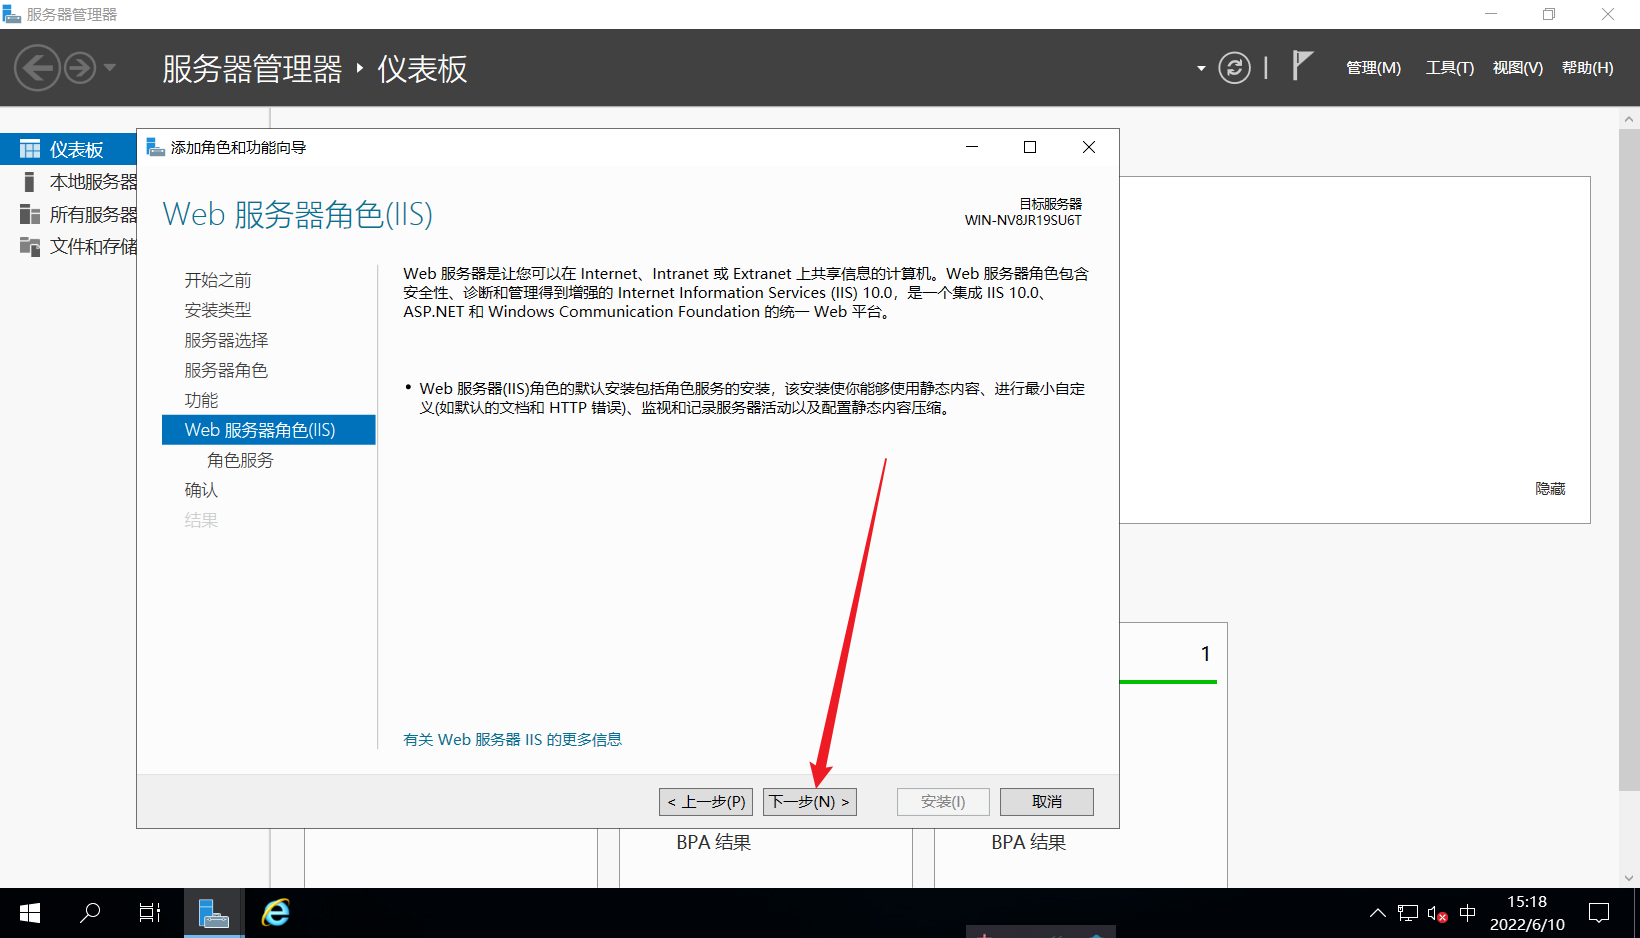 服务器管理器
服务器管理器 ‣ 仪表板
管理(M) 工具(T) 视图(V) 帮助(H)
仪表板
本地服务器
所有服务器
文件和存储
添加角色和功能向导
Web 服务器角色(IIS)
目标服务器
WIN-NV8JR19SU6T
开始之前
安装类型
服务器选择
服务器角色
功能
Web 服务器角色(IIS)
角色服务
确认
结果
Web 服务器是让您可以在 Internet、Intranet 或 Extranet 上共享信息的计算机。Web 服务器角色包含
安全性、诊断和管理得到增强的 Internet Information Services (IIS) 10.0，是一个集成 IIS 10.0、
ASP.NET 和 Windows Communication Foundation 的统一 Web 平台。
• Web 服务器(IIS)角色的默认安装包括角色服务的安装，该安装使你能够使用静态内容、进行最小自定
义(如默认的文档和 HTTP 错误)、监视和记录服务器活动以及配置静态内容压缩。
有关 Web 服务器 IIS 的更多信息
< 上一步(P) 下一步(N) > 安装(I) 取消
隐藏
1
BPA 结果
BPA 结果
中
15:18
2022/6/10